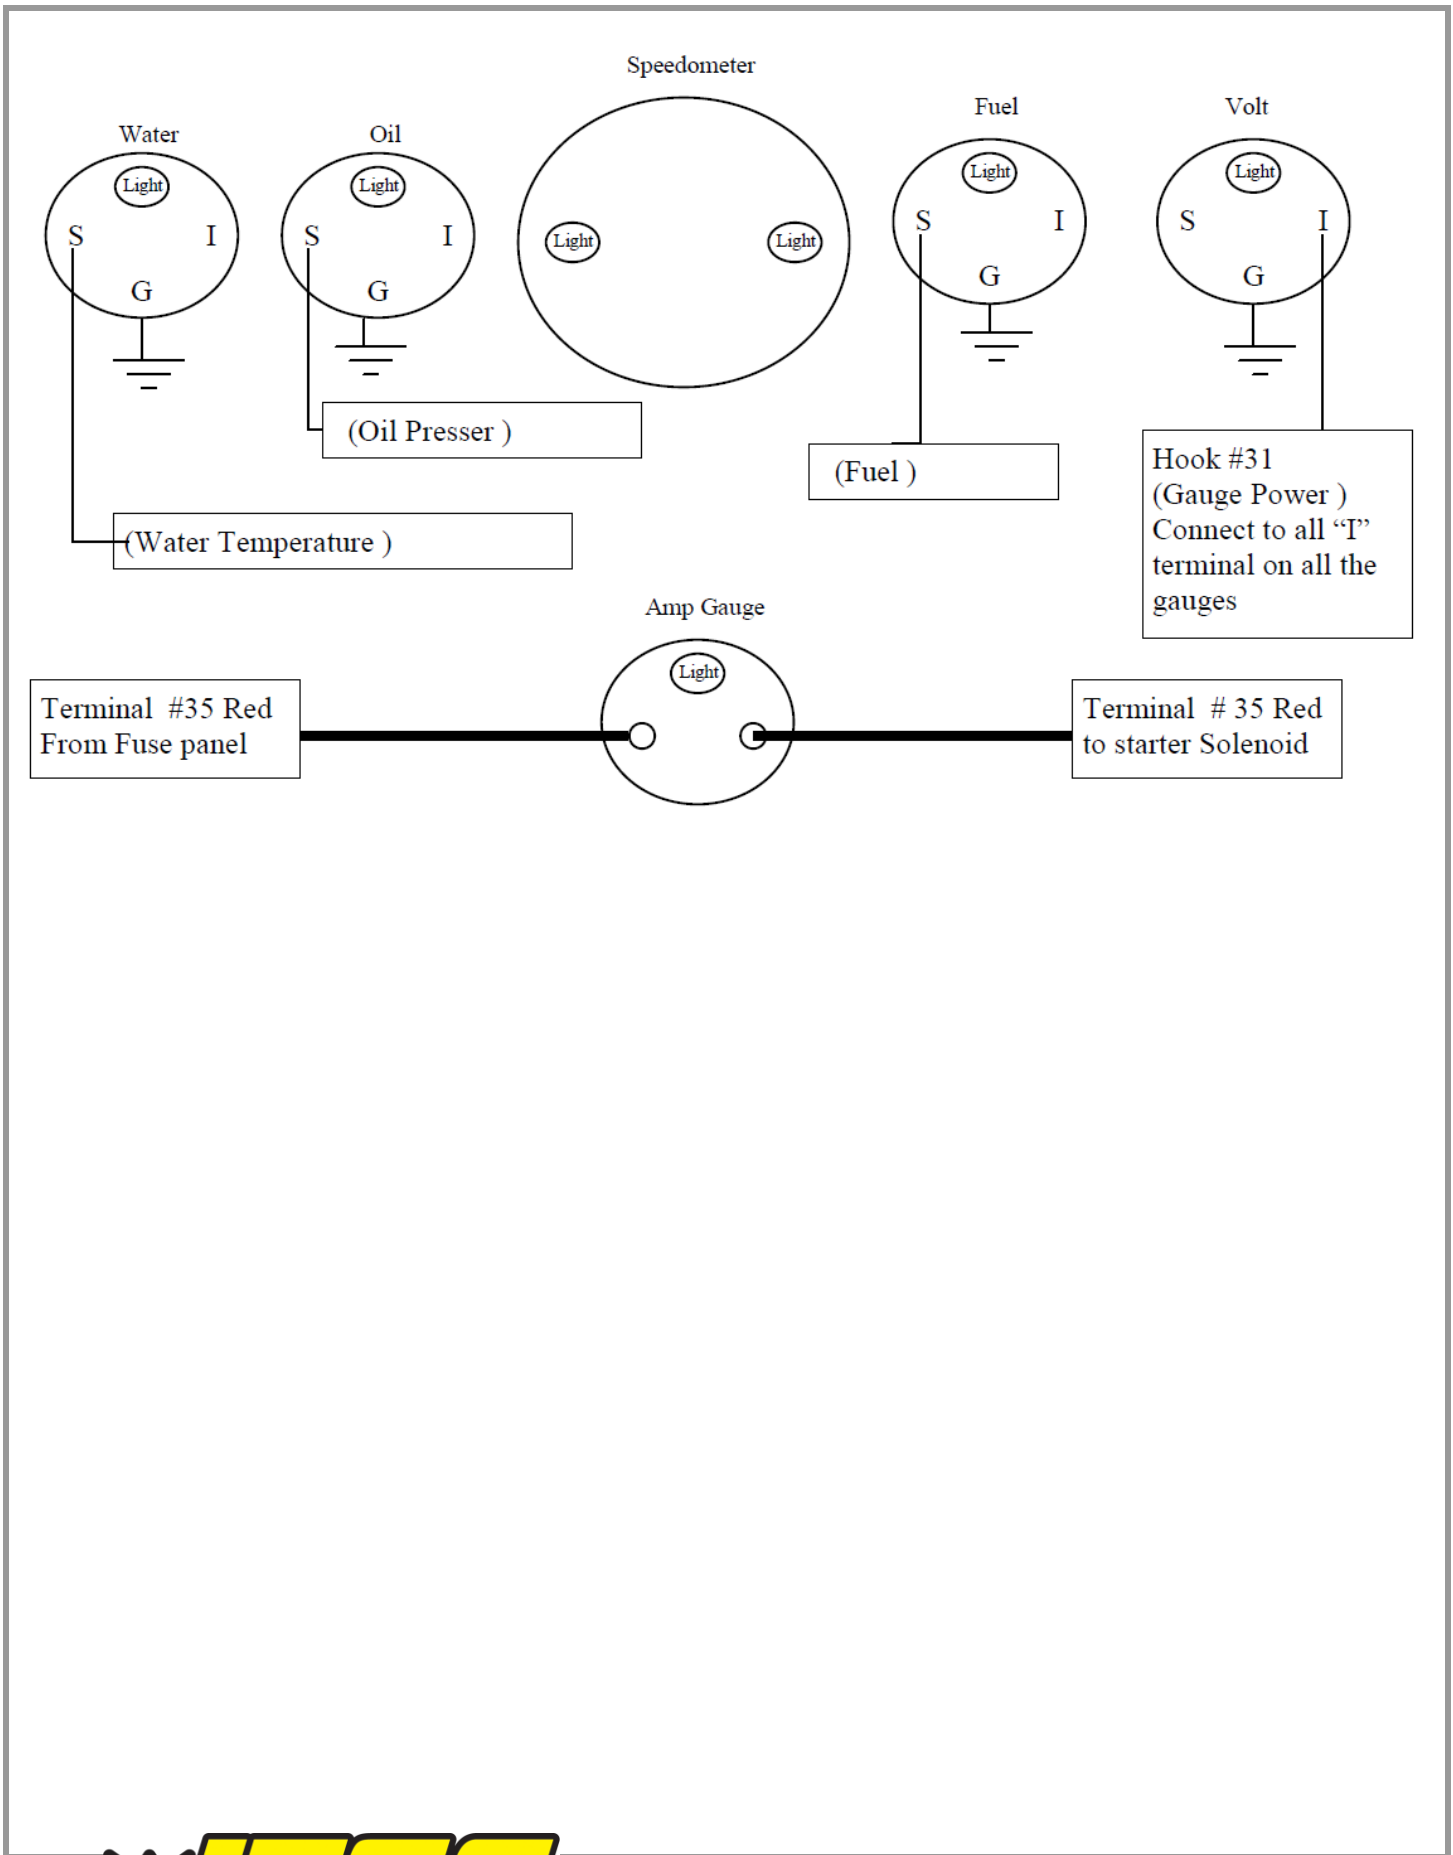 Speedometer
Water
Oil
Fuel
Volt
Light
S I
G
Light
S I
G
Light Light
Light
S I
G
Light
S I
G
(Oil Presser )
(Water Temperature )
(Fuel )
Hook #31
(Gauge Power )
Connect to all “I”
terminal on all the
gauges
Amp Gauge
Light
Terminal #35 Red
From Fuse panel
Terminal # 35 Red
to starter Solenoid